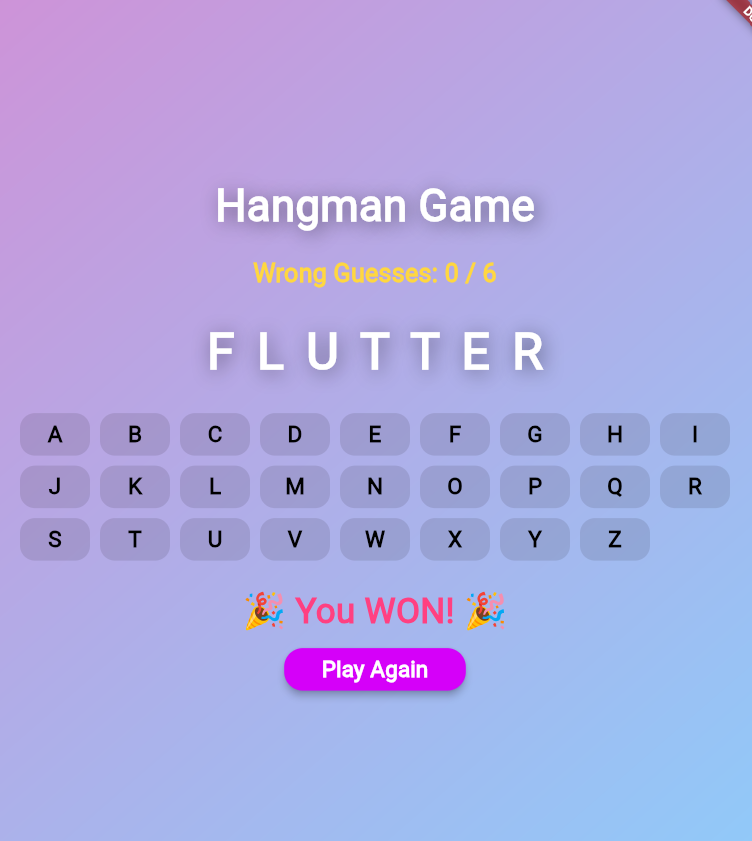 Hangman Game
Wrong Guesses: 0 / 6
F L U T T E R
A B C D E F G H I
J K L M N O P Q R
S T U V W X Y Z
🎉 You WON! 🎉
Play Again